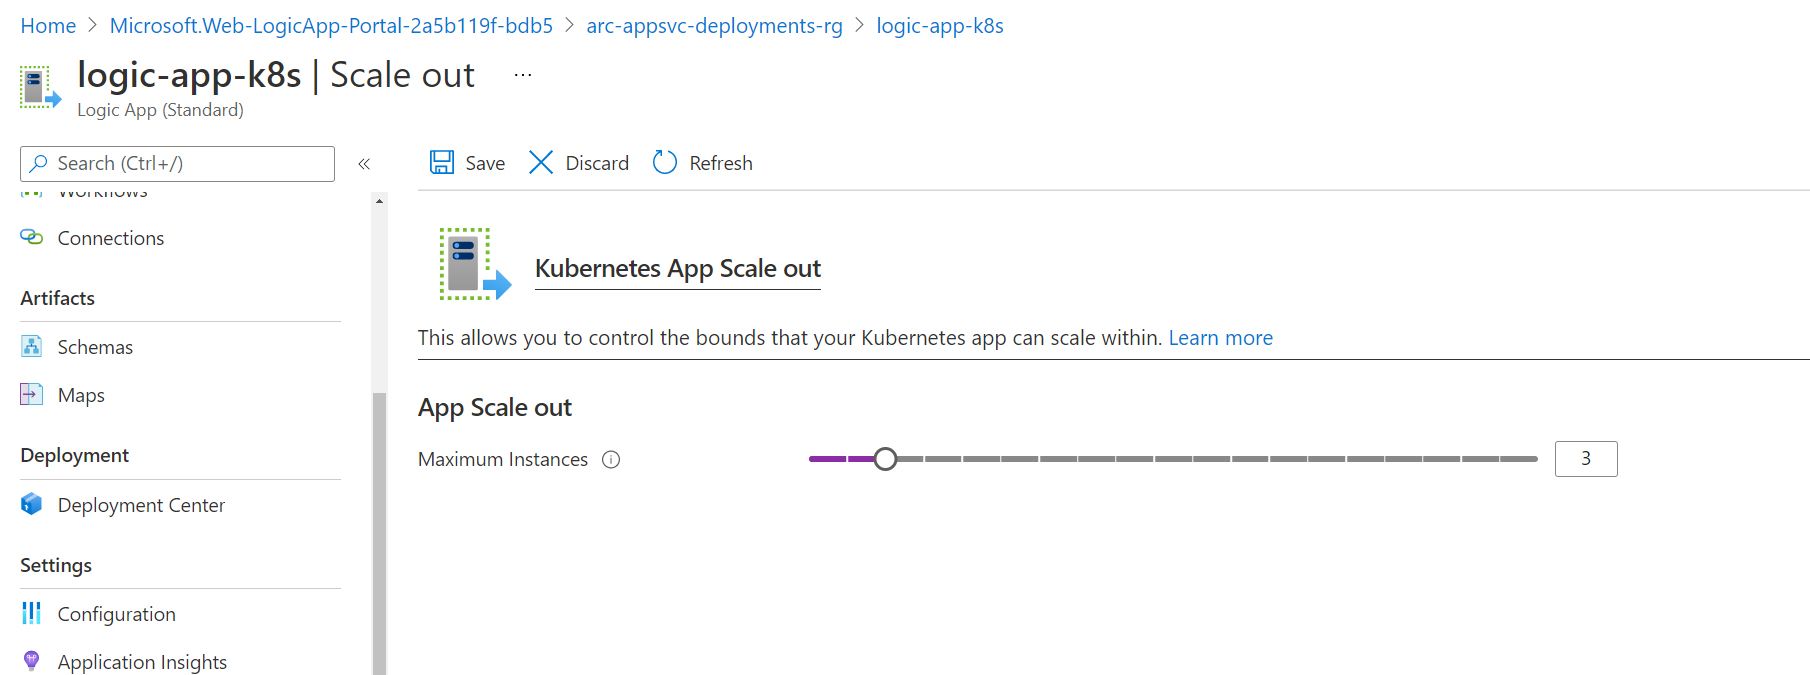 Home > Microsoft.Web-LogicApp-Portal-2a5b119f-bdb5 > arc-appsvc-deployments-rg > logic-app-k8s
logic-app-k8s | Scale out ...
Logic App (Standard)
Search (Ctrl+/) «
Workflows
Connections
Artifacts
Schemas
Maps
Deployment
Deployment Center
Settings
Configuration
Application Insights
Save Discard Refresh
Kubernetes App Scale out
This allows you to control the bounds that your Kubernetes app can scale within. Learn more
App Scale out
Maximum Instances 3